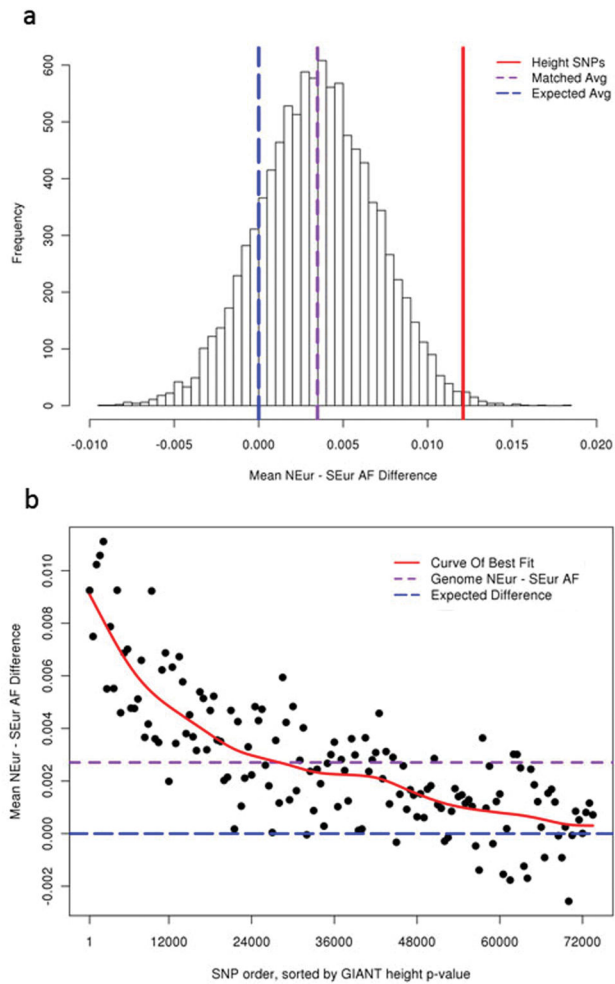 a
Height SNPs
Matched Avg
Expected Avg
Frequency
0
100
200
300
400
500
600
-0.010
-0.005
0.000
0.005
0.010
0.015
0.020
Mean NEur - SEur AF Difference
b
Curve Of Best Fit
Genome NEur - SEur AF
Expected Difference
Mean NEur - SEur AF Difference
-0.002
0.000
0.002
0.004
0.006
0.008
0.010
1
12000
24000
36000
48000
60000
72000
SNP order, sorted by GIANT height p-value